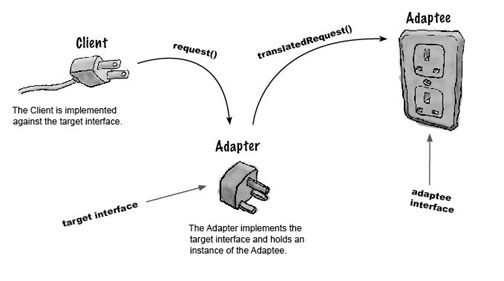 Client
request()
translatedRequest()
Adaptee
The Client is implemented
against the target interface.
Adapter
target interface
adaptee
interface
The Adapter implements the
target interface and holds an
instance of the Adaptee.